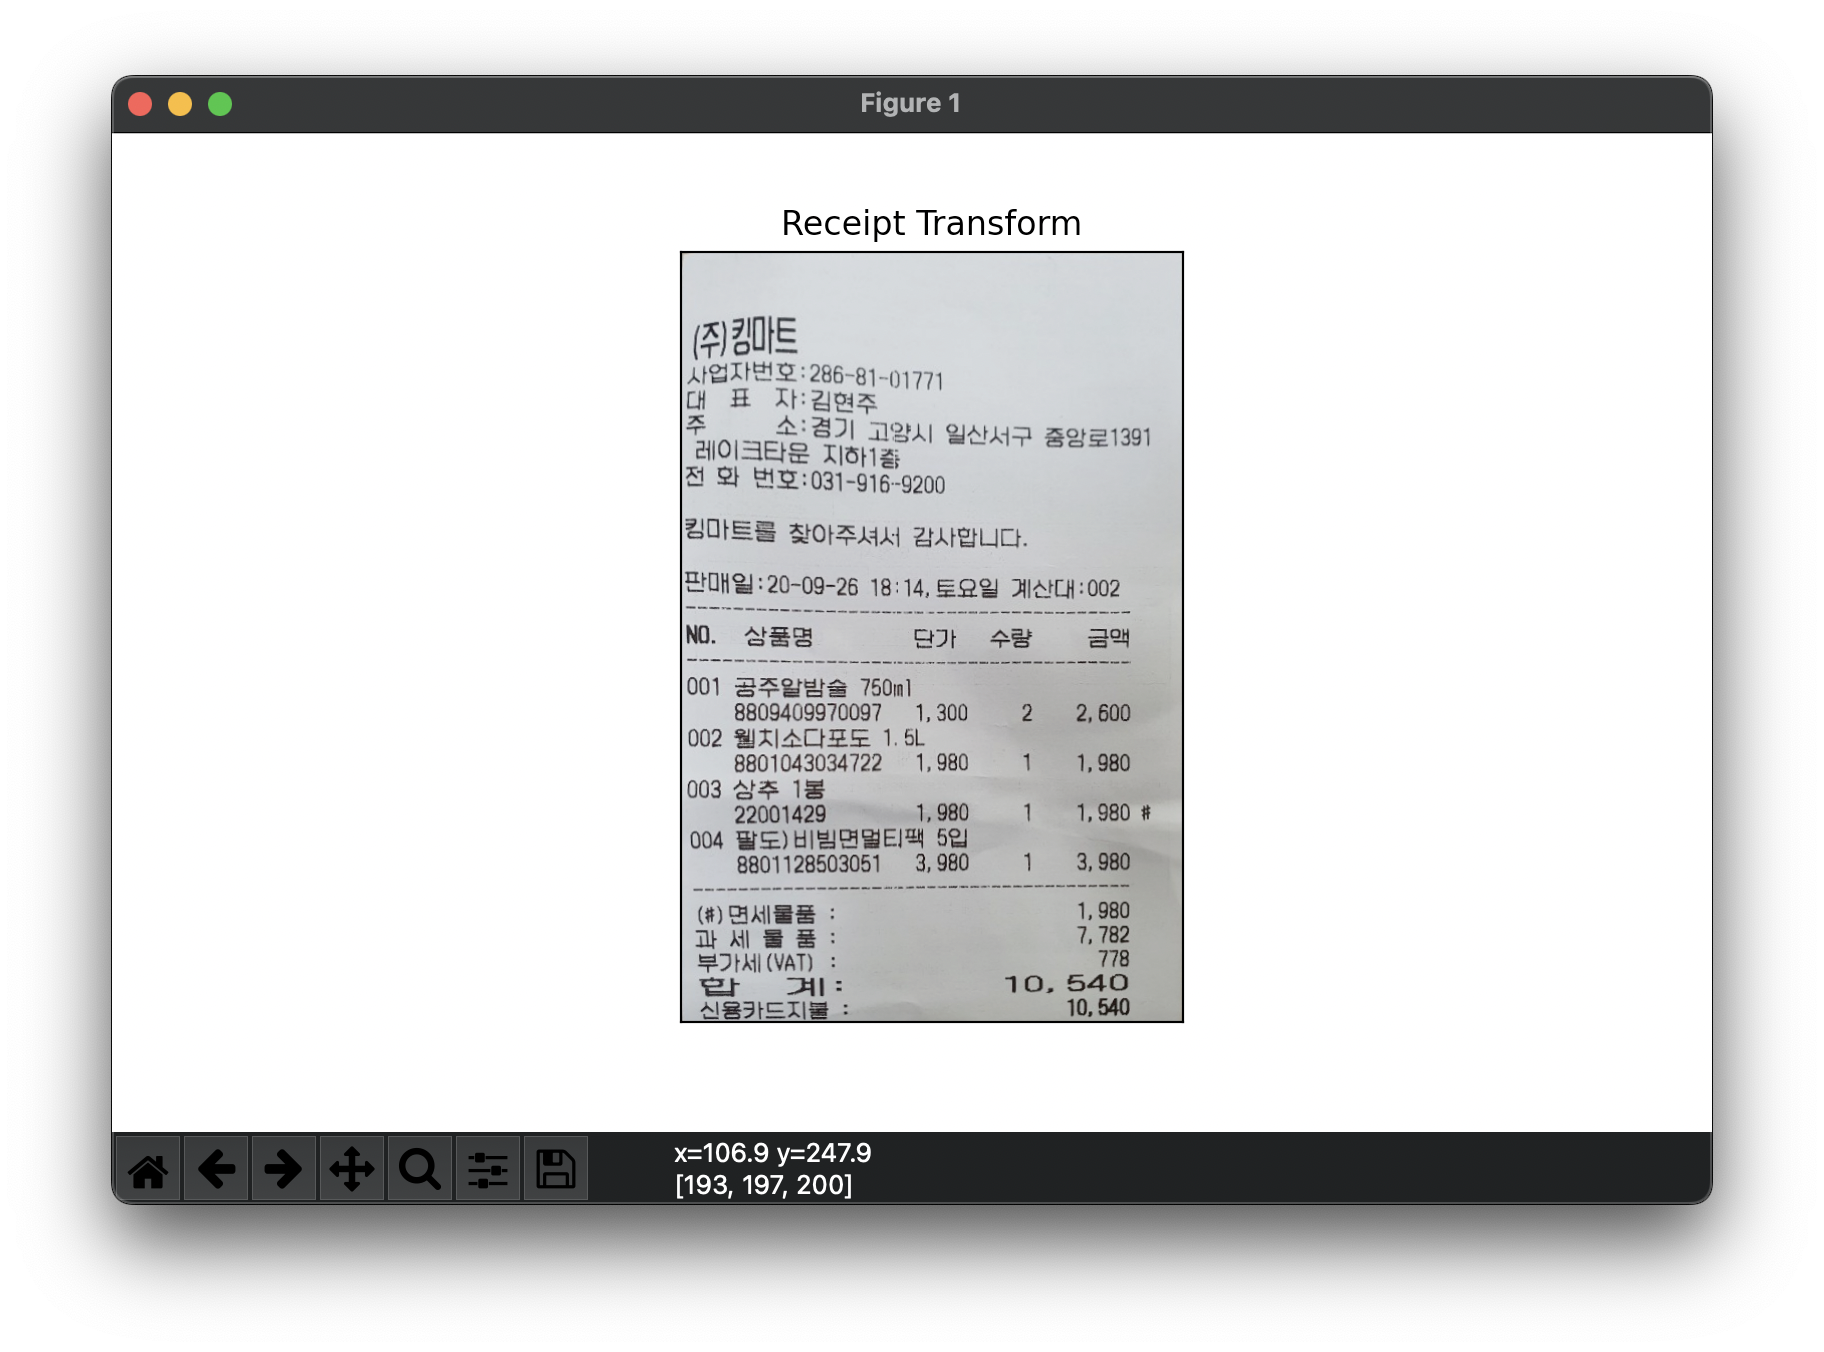 Figure 1
Receipt Transform
(주)킹마트
사업자번호:286-81-01771
대 표 자:김현주
주 소:경기 고양시 일산서구 중앙로1391
레이크타운 지하1층
전 화 번호:031-916-9200
킹마트를 찾아주셔서 감사합니다.
판매일:20-09-26 18:14,토요일 계산대:002
NO. 상품명 단가 수량 금액
001 공주알밤술 750ml
8809409970097 1,300 2 2,600
002 웰치소다포도 1.5L
8801043034722 1,980 1 1,980
003 상추 1봉
22001429 1,980 1 1,980 #
004 팔도)비빔면멀티팩 5입
8801128503051 3,980 1 3,980
(#)면세물품 : 1,980
과 세 물 품 : 7,782
부가세(VAT) : 778
합 계: 10,540
신용카드지불 : 10,540
x=106.9 y=247.9
[193, 197, 200]